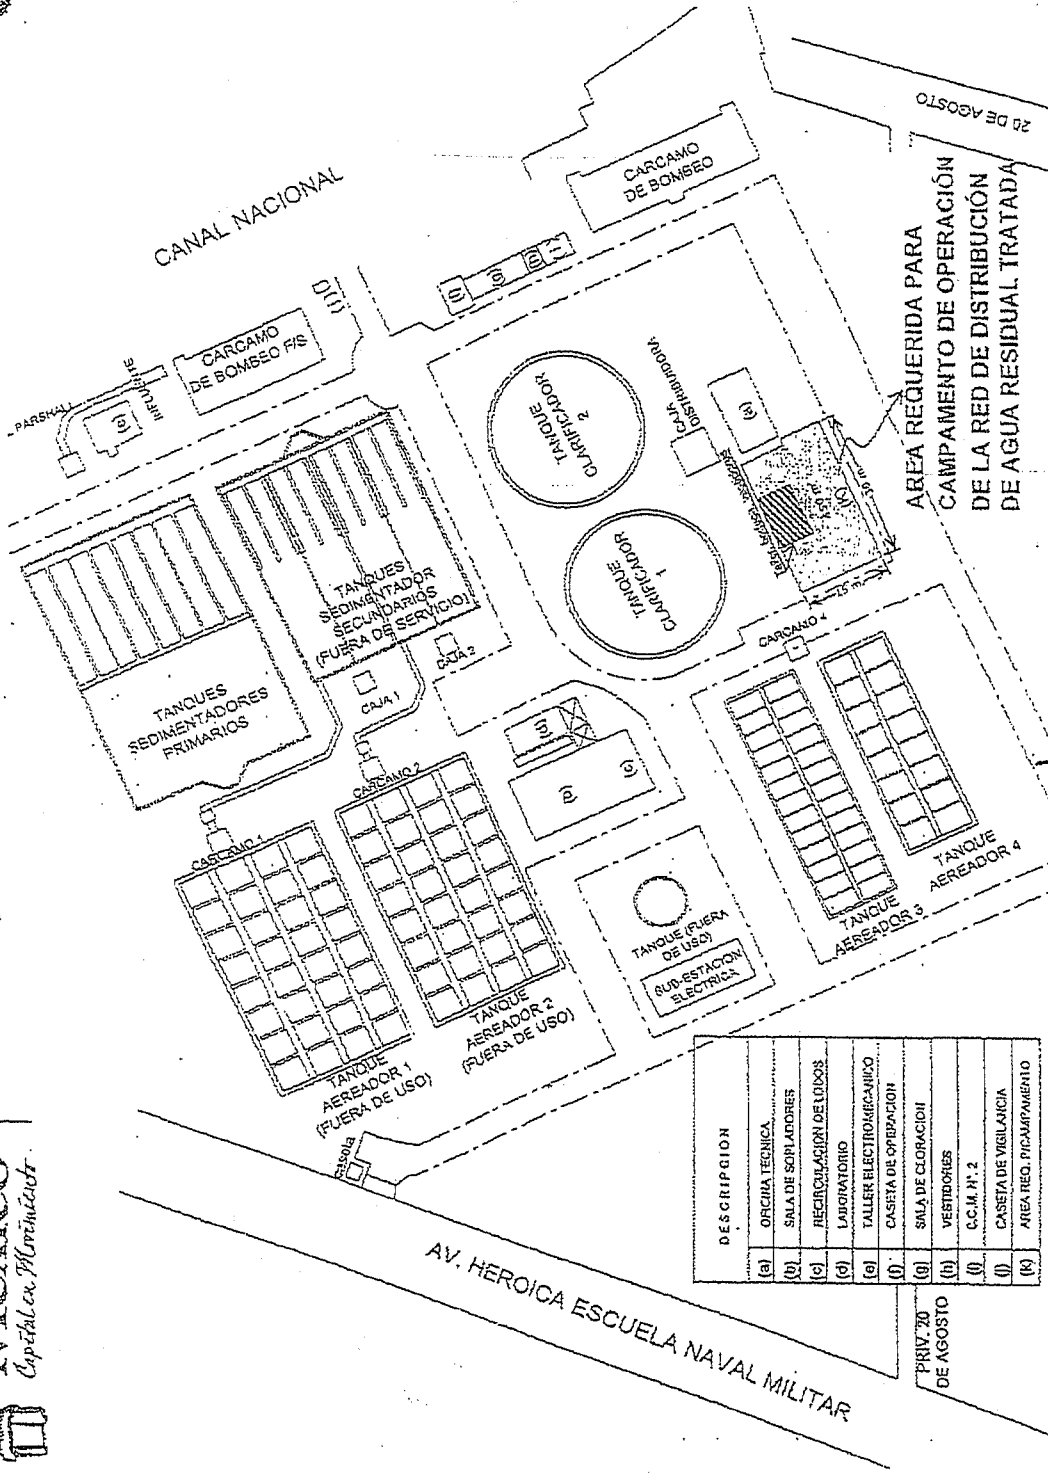 Capital en Movimiento
CANAL NACIONAL
20 DE AGOSTO
CARCAMO
DE BOMBEO
PARSHALL
INFLUENTE
(e)
CARCAMO
DE BOMBEO F/S
TANQUE
CLARIFICADOR
2
CAJA
DISTRIBUIDORA
(e)
TANQUE
CLARIFICADOR
1
AREA REQUERIDA PARA
CAMPAMENTO DE OPERACIÓN
DE LA RED DE DISTRIBUCIÓN
DE AGUA RESIDUAL TRATADA
15 m
TANQUES
SEDIMENTADOR
SECUNDARIOS
(FUERA DE SERVICIO)
TANQUES
SEDIMENTADORES
PRIMARIOS
CAJA 1
CAJA 2
CARCAMO 4
CARCAMO 1
CARCAMO 2
TANQUE
AEREADOR 4
TANQUE
AEREADOR 3
TANQUE (FUERA
DE USO)
SUB-ESTACION
ELECTRICA
TANQUE
AEREADOR 2
(FUERA DE USO)
TANQUE
AEREADOR 1
(FUERA DE USO)
AV. HEROICA ESCUELA NAVAL MILITAR
PRIV. 20
DE AGOSTO
DESCRIPCION
(a) OFICINA TECNICA
(b) SALA DE SOPLADORES
(c) RECIRCULACION DE LODOS
(d) LABORATORIO
(e) TALLER ELECTROMECANICO
(f) CASETA DE OPERACION
(g) SALA DE CLORACION
(h) VESTIDORES
(i) C.C.M. Nº. 2
(j) CASETA DE VIGILANCIA
(K) AREA REQ. P/CAMPAMENTO